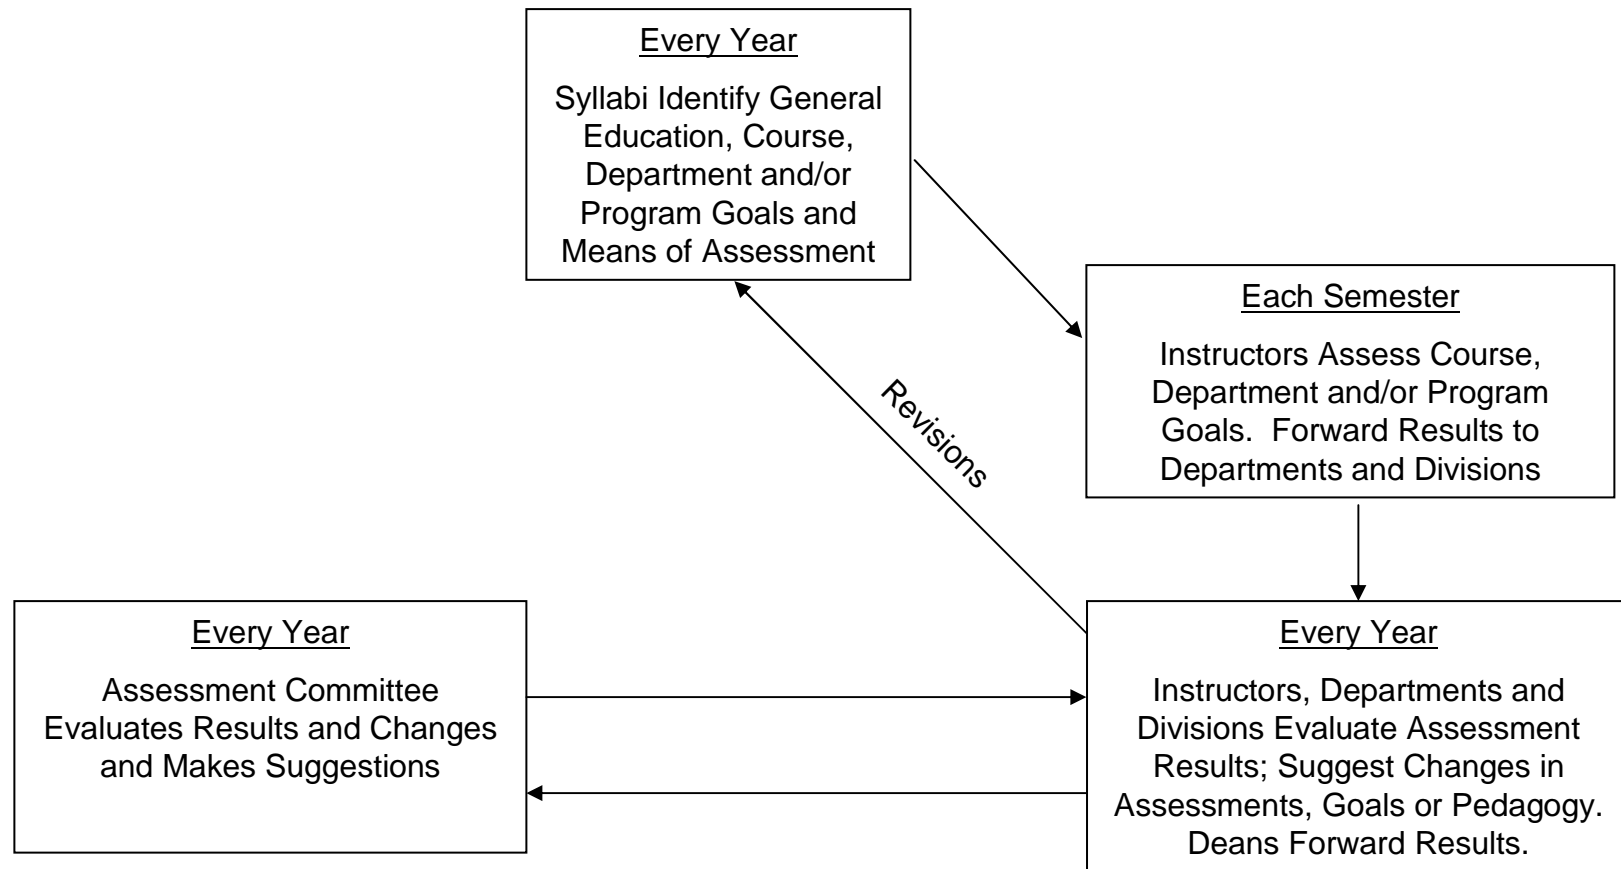 Every Year
Syllabi Identify General
Education, Course,
Department and/or
Program Goals and
Means of Assessment
Each Semester
Instructors Assess Course,
Department and/or Program
Goals.  Forward Results to
Departments and Divisions
Revisions
Every Year
Assessment Committee
Evaluates Results and Changes
and Makes Suggestions
Every Year
Instructors, Departments and
Divisions Evaluate Assessment
Results; Suggest Changes in
Assessments, Goals or Pedagogy.
Deans Forward Results.